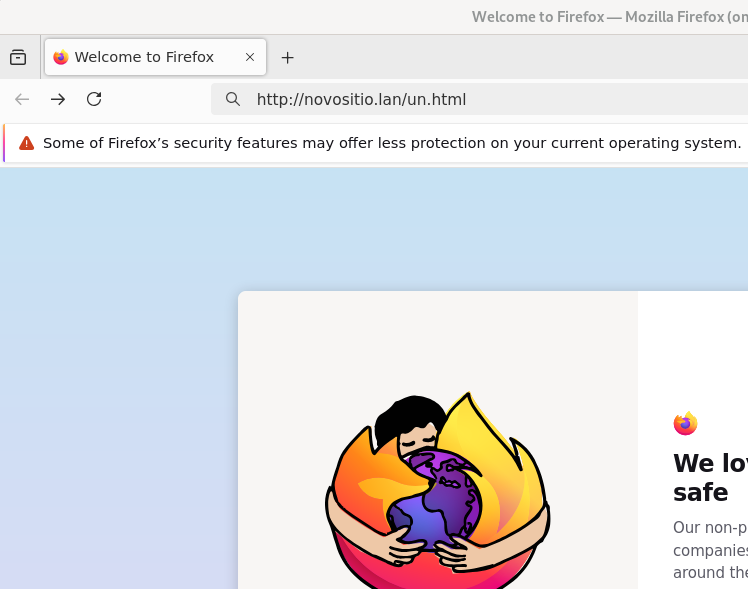 Welcome to Firefox — Mozilla Firefox (on
Welcome to Firefox
http://novositio.lan/un.html
Some of Firefox’s security features may offer less protection on your current operating system.
We lov
safe
Our non-p
companies
around the